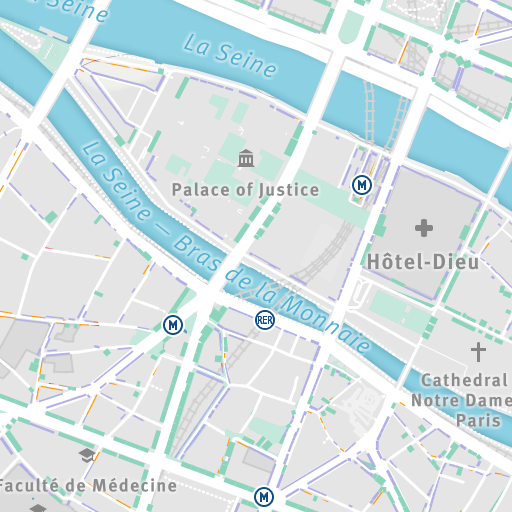 La Seine
La Seine
Palace of Justice
M
Hôtel-Dieu
La Seine – Bras de la Monnaie
RER
M
Cathedral
Notre Dame
Paris
Faculté de Médecine
M